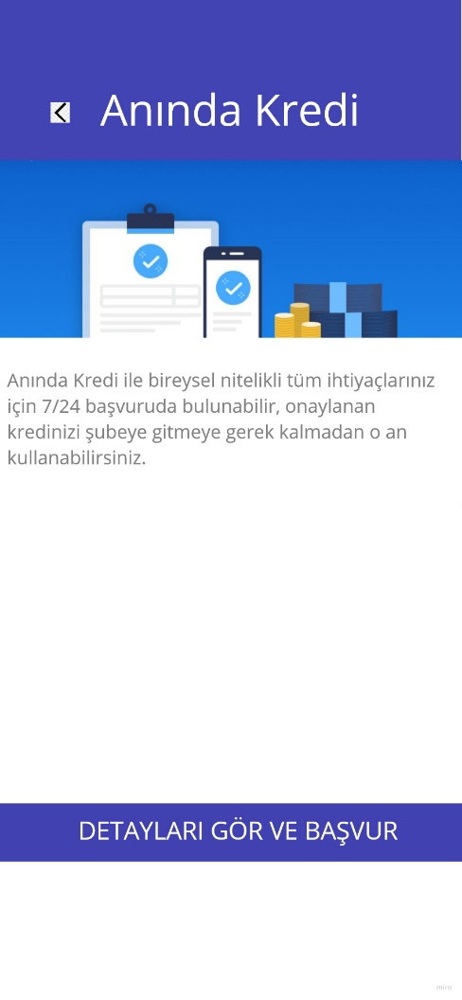 Anında Kredi
Anında Kredi ile bireysel nitelikli tüm ihtiyaçlarınız
için 7/24 başvuruda bulunabilir, onaylanan
kredinizi şubeye gitmeye gerek kalmadan o an
kullanabilirsiniz.
DETAYLARI GÖR VE BAŞVUR
miro